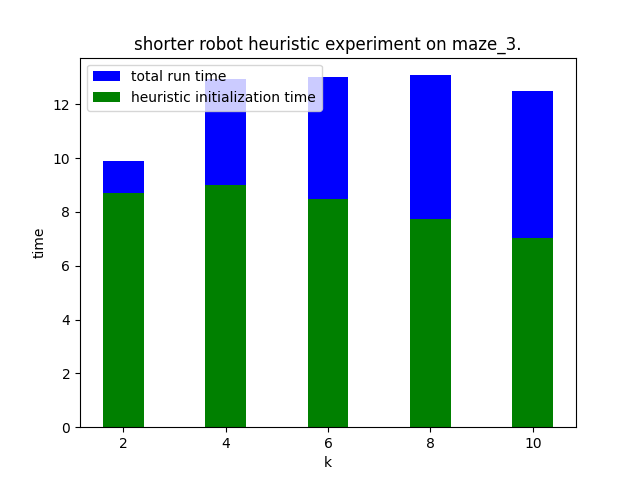 shorter robot heuristic experiment on maze_3.
total run time
heuristic initialization time
12
10
8
6
4
2
0
time
2 4 6 8 10
k